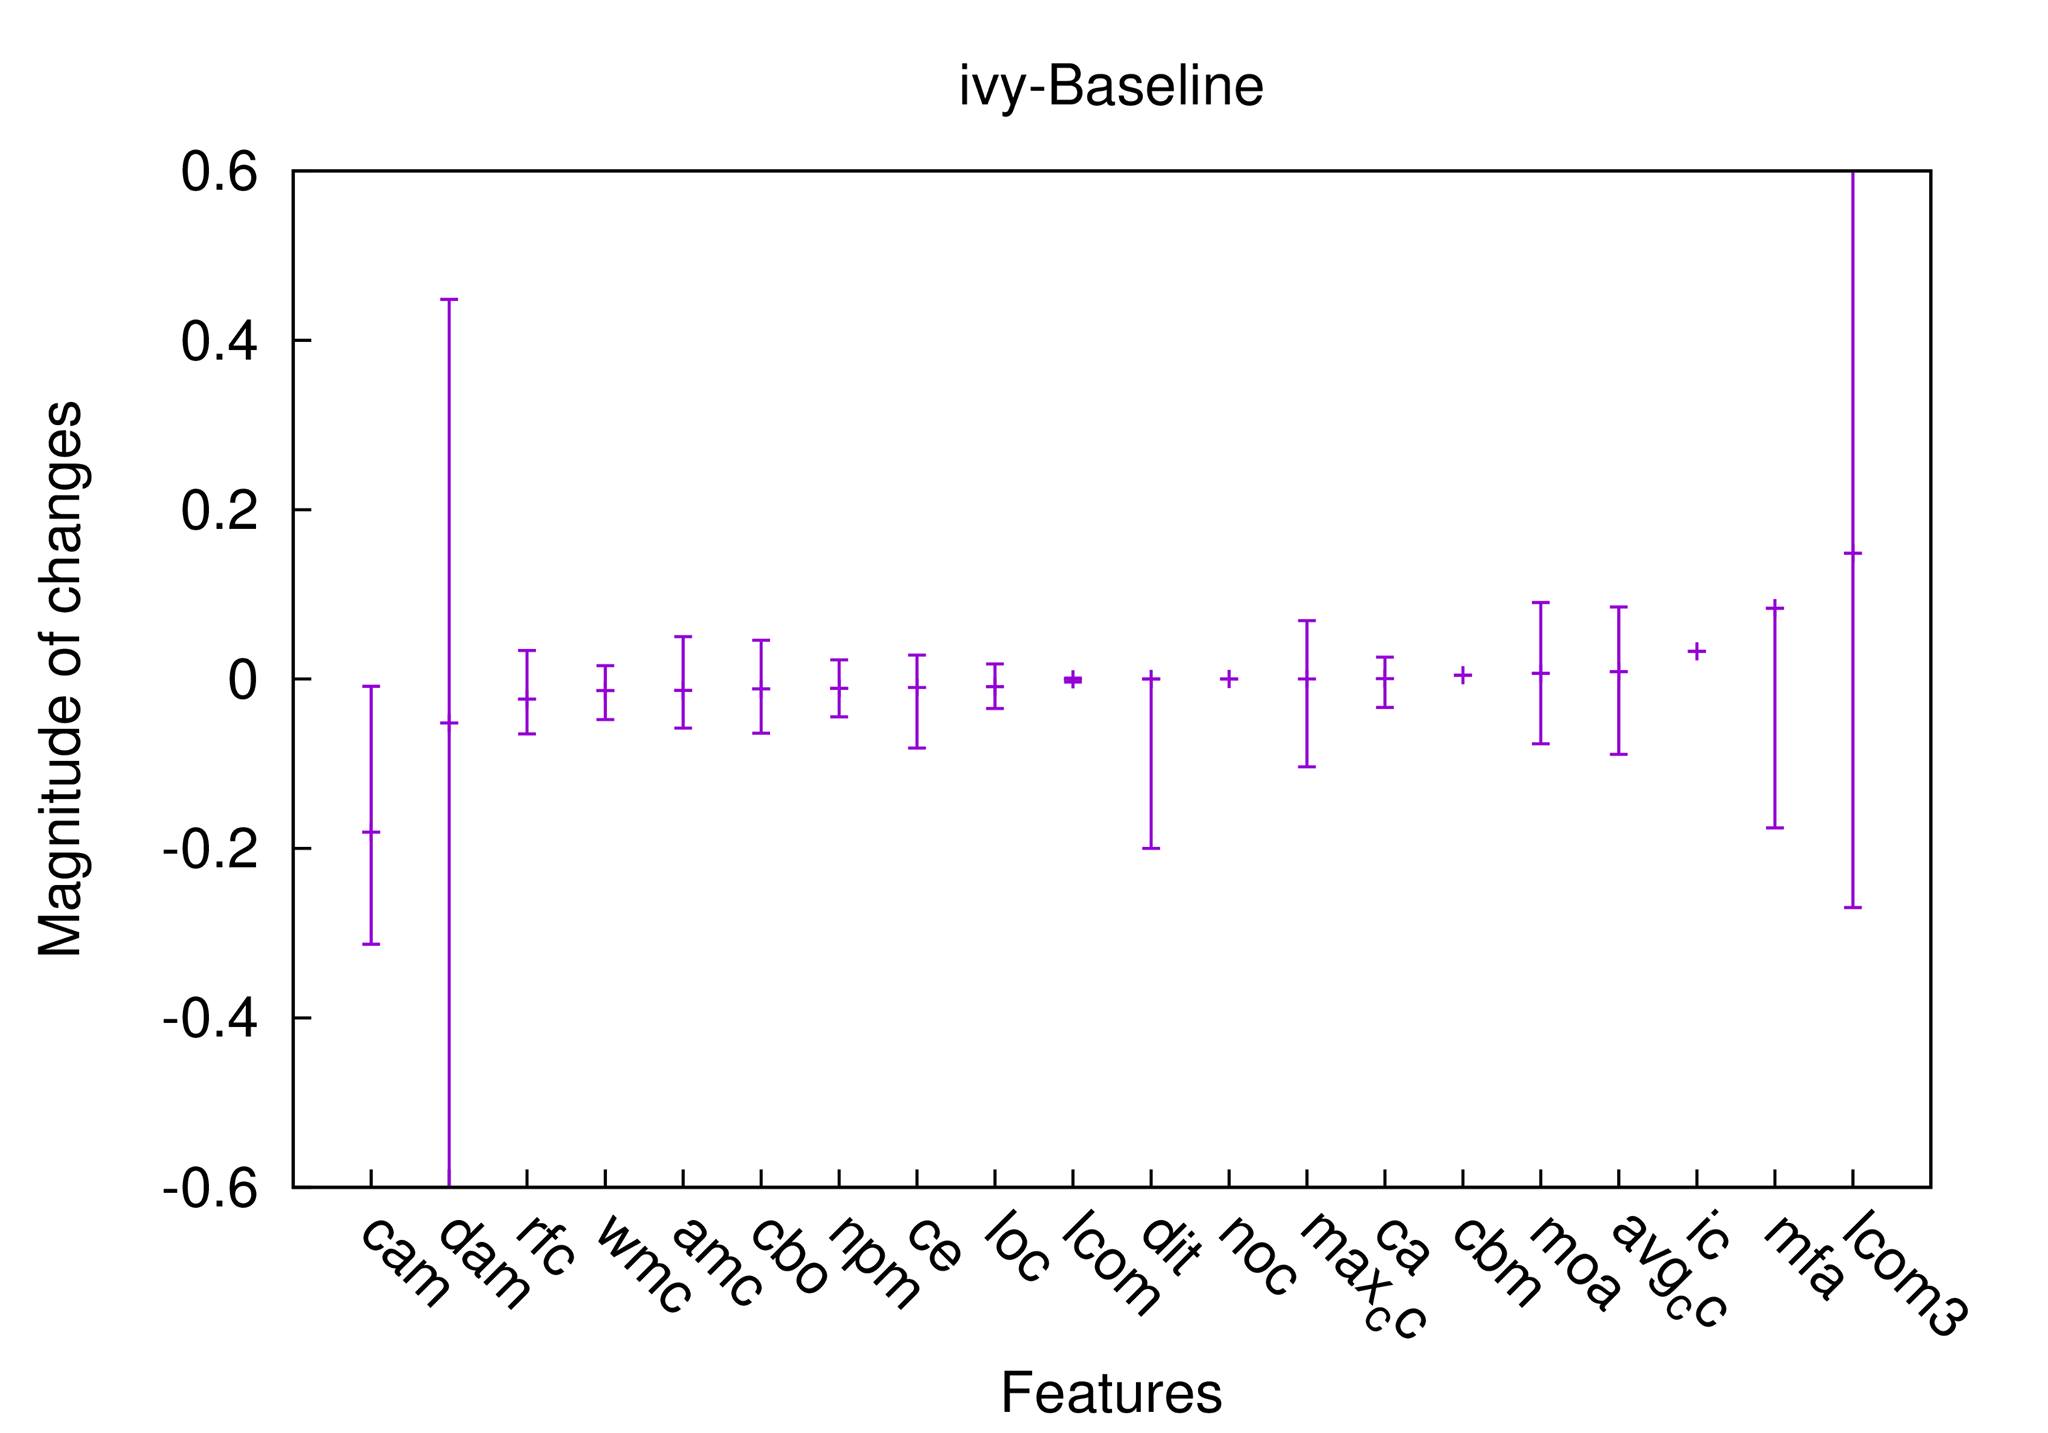 ivy-Baseline
0.6
0.4
0.2
0
-0.2
-0.4
-0.6
Magnitude of changes
cam
dam
rfc
wmc
amc
cbo
npm
ce
loc
lcom
dit
noc
max_cc
ca
cbm
moa
avg_cc
ic
mfa
lcom3
Features